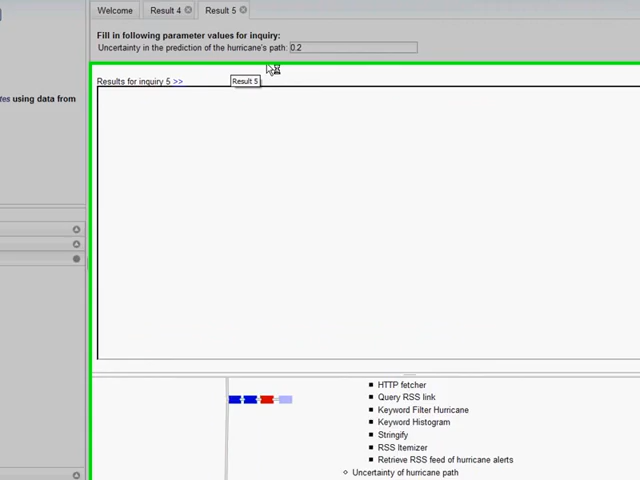 Welcome
Result 4
Result 5
Fill in following parameter values for inquiry:
Uncertainty in the prediction of the hurricane's path: 0.2
Results for inquiry 5 >>
Result 5
tes using data from
HTTP fetcher
Query RSS link
Keyword Filter Hurricane
Keyword Histogram
Stringify
RSS Itemizer
Retrieve RSS feed of hurricane alerts
Uncertainty of hurricane path